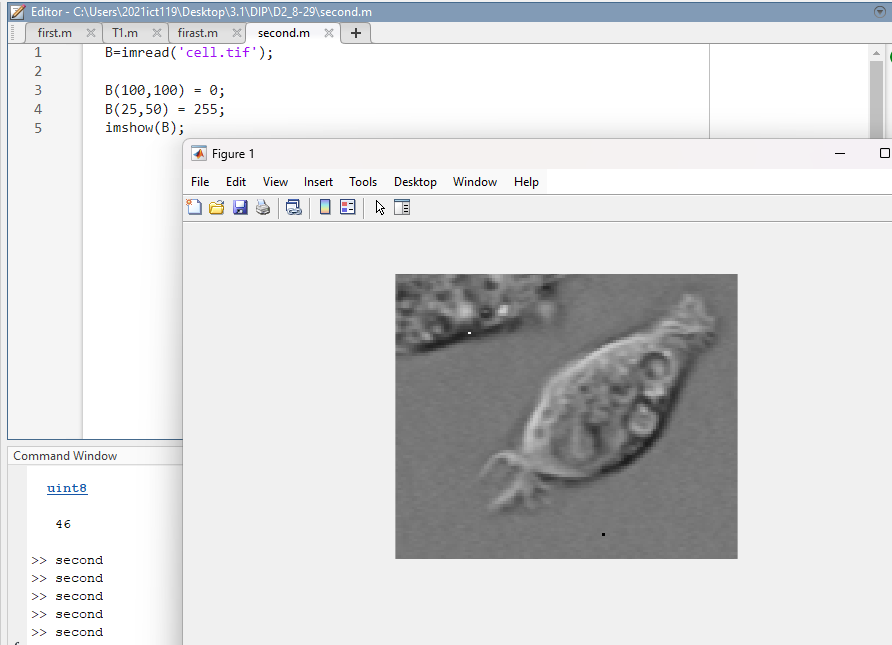 Editor - C:\Users\2021ict119\Desktop\3.1\DIP\D2_8-29\second.m
first.m T1.m firast.m second.m +
1 B=imread('cell.tif');
2
3 B(100,100) = 0;
4 B(25,50) = 255;
5 imshow(B);
Figure 1
File Edit View Insert Tools Desktop Window Help
Command Window
uint8
46
>> second
>> second
>> second
>> second
>> second